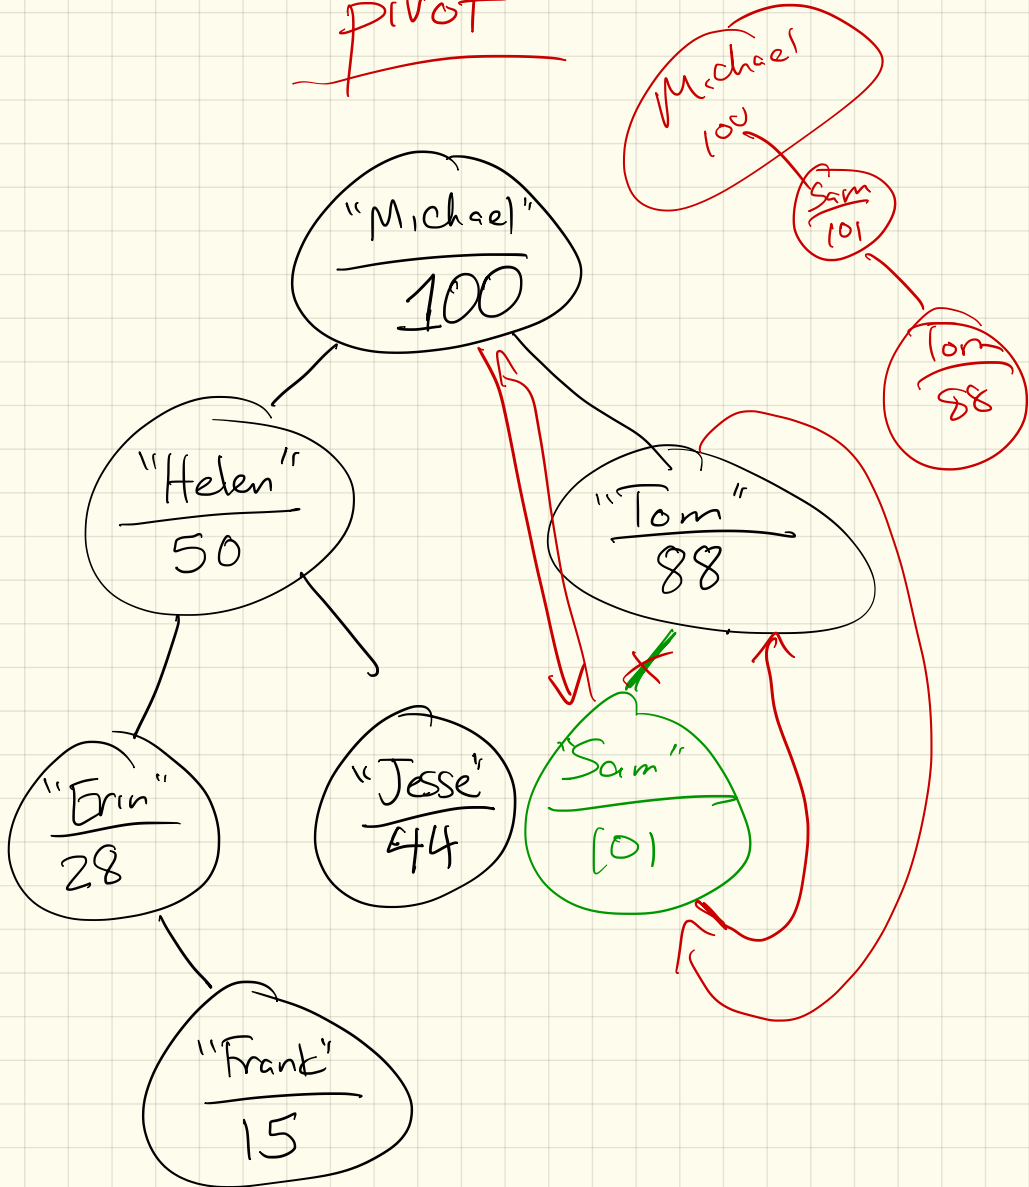 pivot
Michael
100
Sam
101
Tom
88
"Michael"
100
"Helen"
50
"Tom"
88
"Erin"
28
"Jesse"
44
"Sam"
101
"Frank"
15